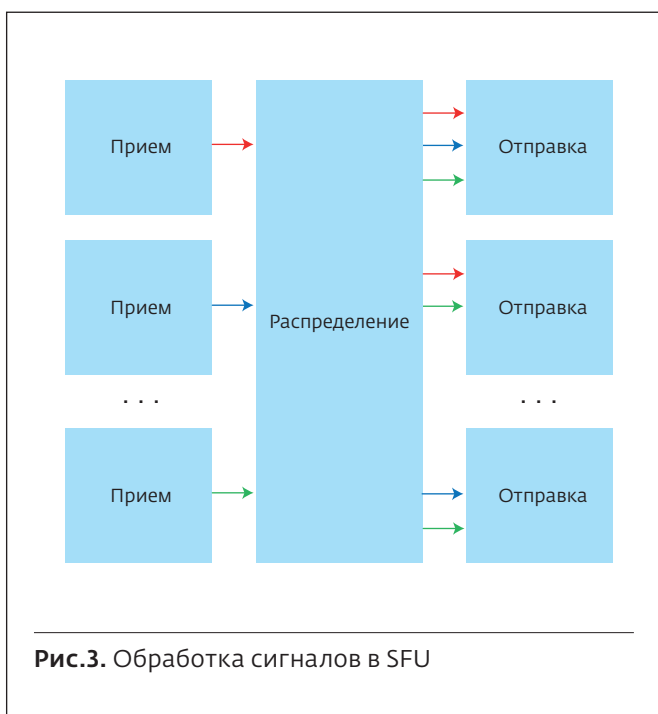 Прием
Отправка
Прием
Распределение
Отправка
. . .
. . .
Прием
Отправка
Рис.3. Обработка сигналов в SFU